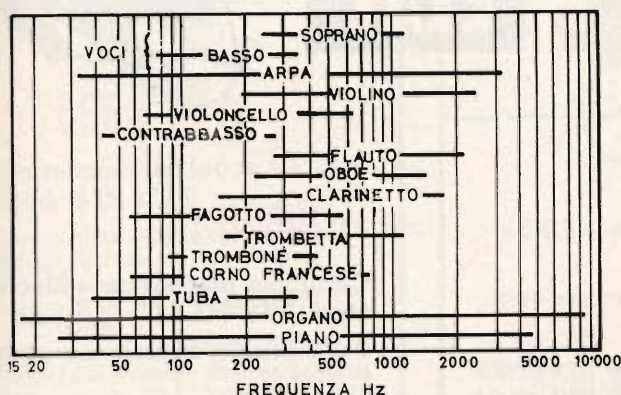 SOPRANO
VOCI { BASSO
ARPA
VIOLINO
VIOLONCELLO
CONTRABBASSO
FLAUTO
OBOE
CLARINETTO
FAGOTTO
TROMBETTA
TROMBONE
CORNO FRANCESE
TUBA
ORGANO
PIANO
15 20 50 100 200 500 1000 2000 5000 10'000
FREQUENZA Hz